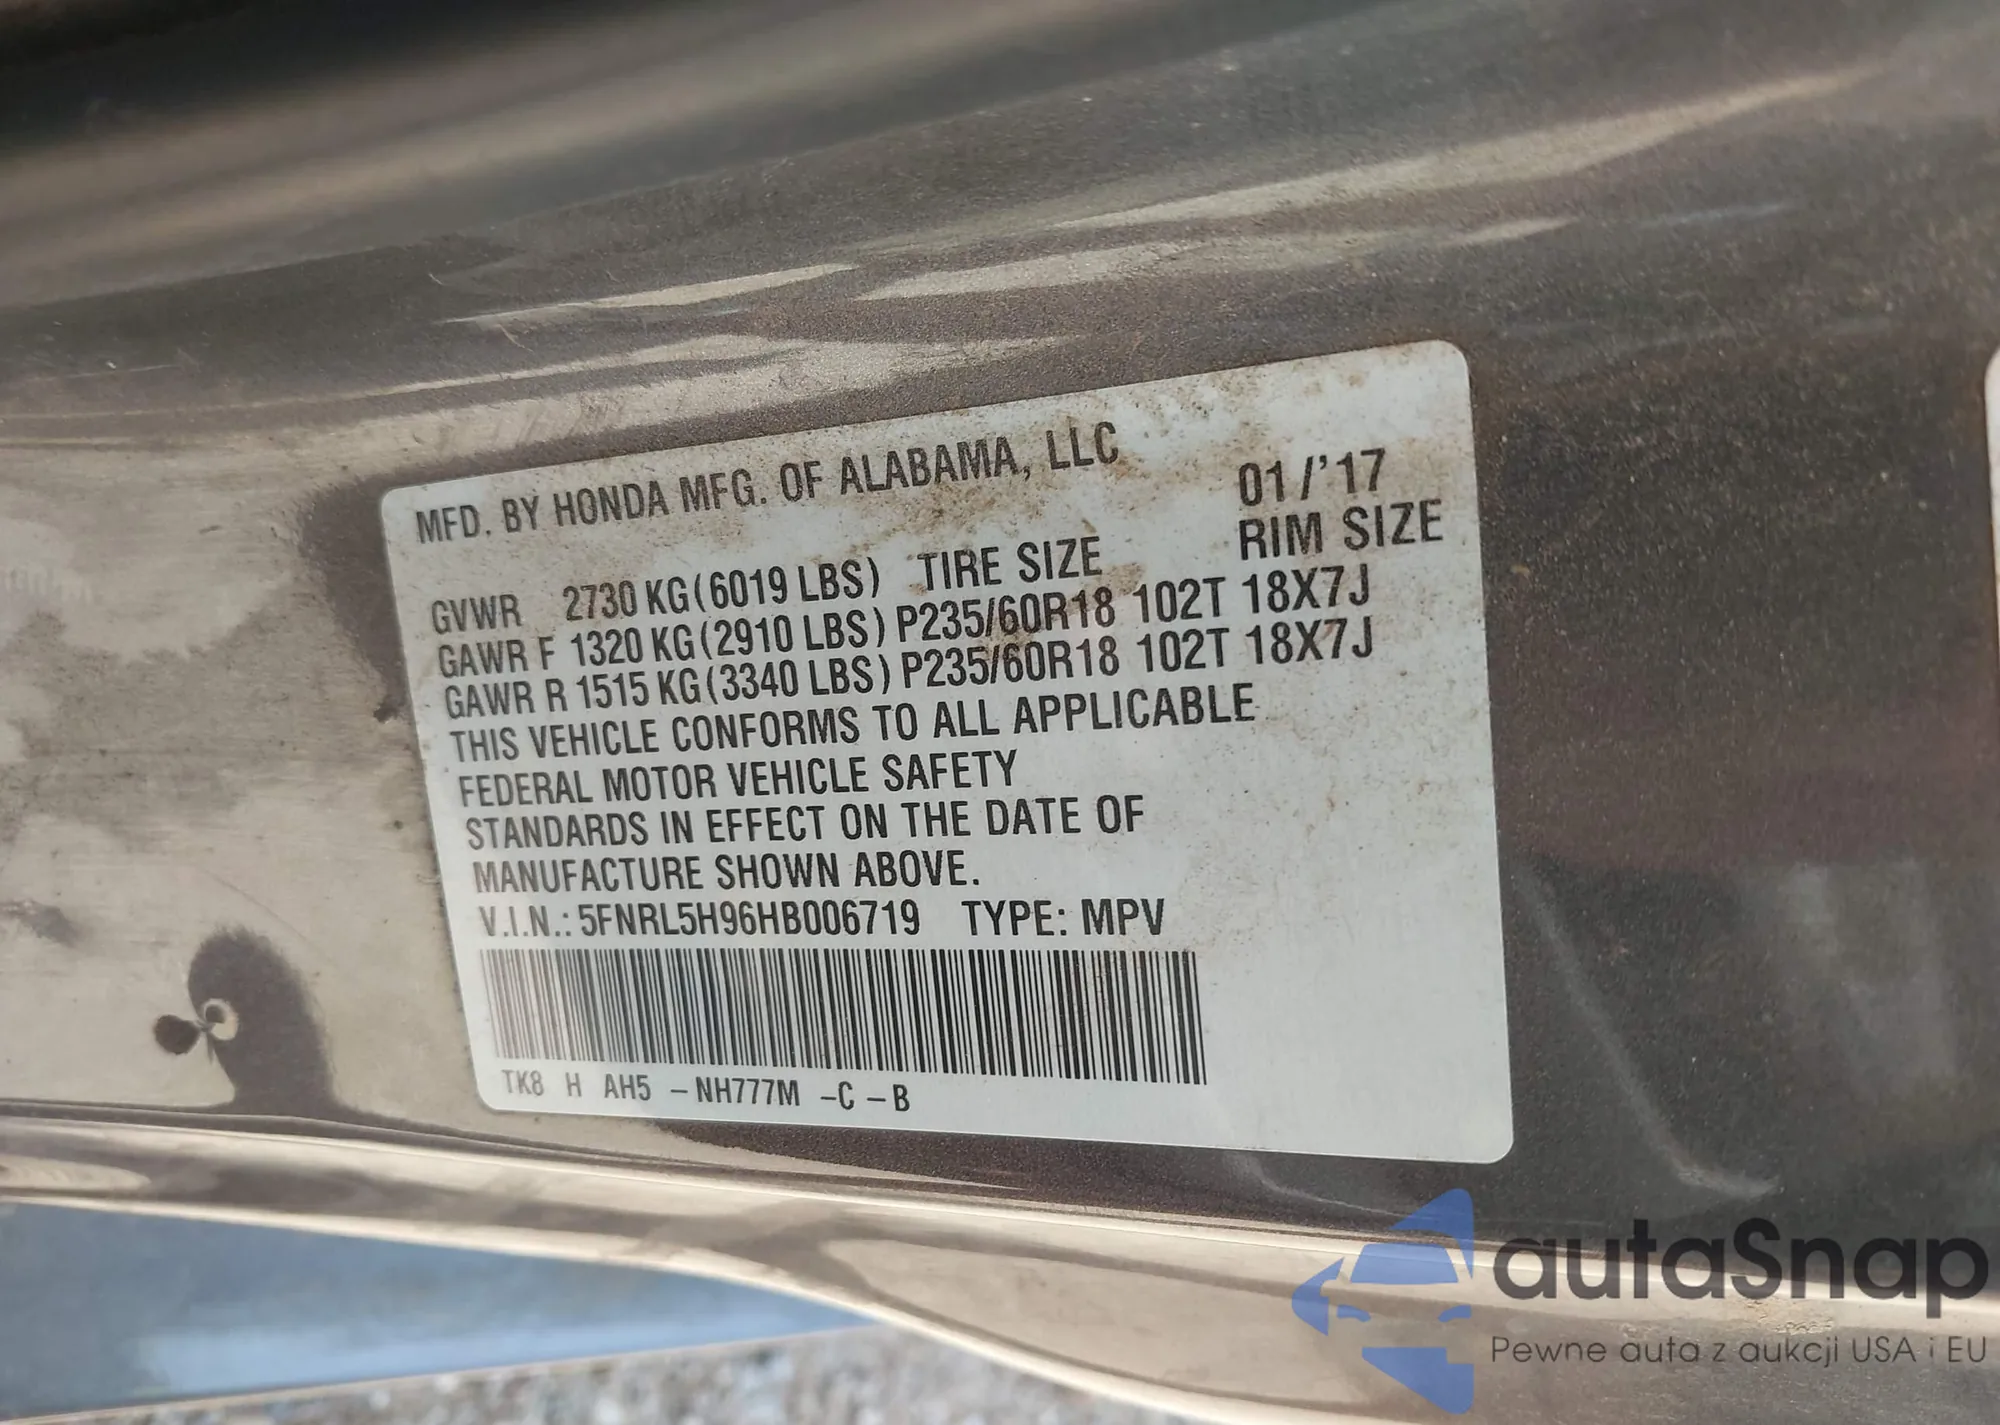 MFD. BY HONDA MFG. OF ALABAMA, LLC 01/'17
GVWR 2730 KG(6019 LBS) TIRE SIZE RIM SIZE
GAWR F 1320 KG(2910 LBS) P235/60R18 102T 18X7J
GAWR R 1515 KG(3340 LBS) P235/60R18 102T 18X7J
THIS VEHICLE CONFORMS TO ALL APPLICABLE
FEDERAL MOTOR VEHICLE SAFETY
STANDARDS IN EFFECT ON THE DATE OF
MANUFACTURE SHOWN ABOVE.
V.I.N.: 5FNRL5H96HB006719 TYPE: MPV
TK8 H AH5 -NH777M -C -B
autaSnap
Pewne auta z aukcji USA i EU